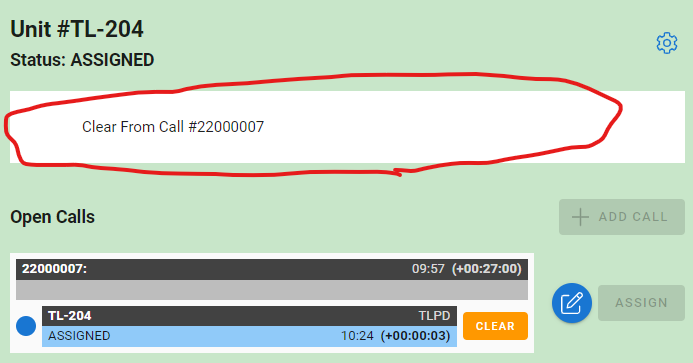 Unit #TL-204
Status: ASSIGNED
Clear From Call #22000007
Open Calls
ADD CALL
22000007: 09:57 (+00:27:00)
TL-204 TLPD
ASSIGNED 10:24 (+00:00:03)
CLEAR
ASSIGN